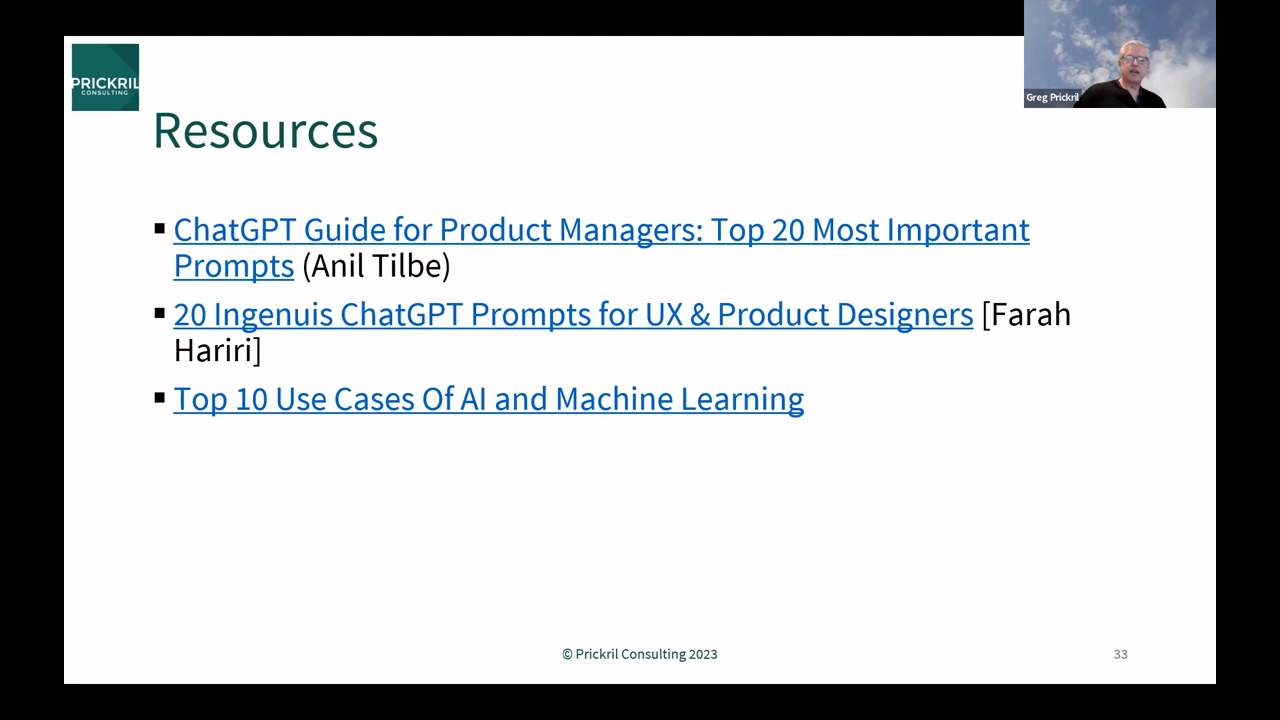 PRICKRIL
CONSULTING
Greg Prickril
Resources
▪ ChatGPT Guide for Product Managers: Top 20 Most Important
Prompts (Anil Tilbe)
▪ 20 Ingenuis ChatGPT Prompts for UX & Product Designers [Farah
Hariri]
▪ Top 10 Use Cases Of AI and Machine Learning
© Prickril Consulting 2023
33